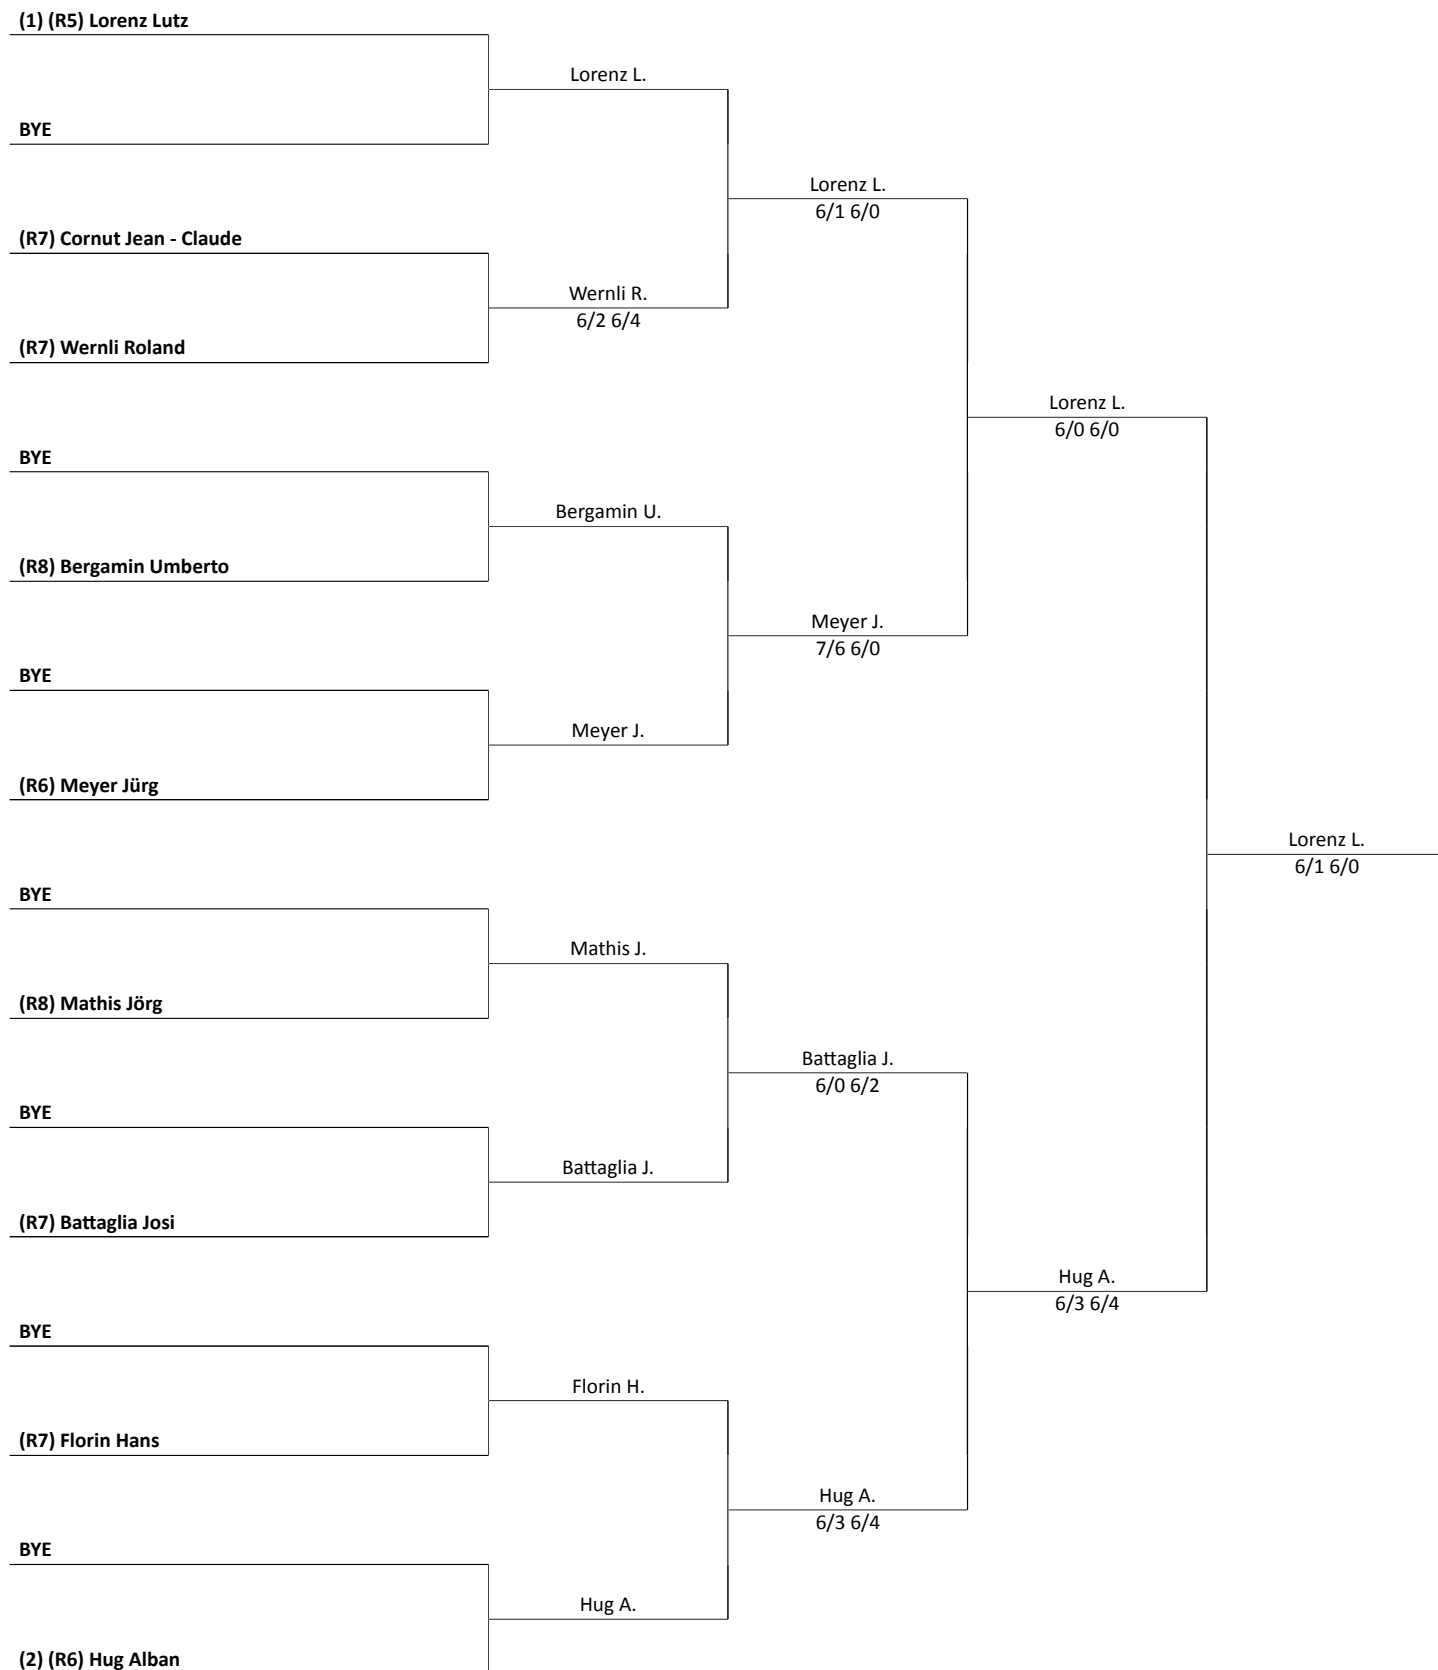 (1) (R5) Lorenz Lutz
Lorenz L.
BYE
Lorenz L.
6/1 6/0
(R7) Cornut Jean - Claude
Wernli R.
6/2 6/4
(R7) Wernli Roland
Lorenz L.
6/0 6/0
BYE
Bergamin U.
(R8) Bergamin Umberto
Meyer J.
7/6 6/0
BYE
Meyer J.
(R6) Meyer Jürg
Lorenz L.
6/1 6/0
BYE
Mathis J.
(R8) Mathis Jörg
Battaglia J.
6/0 6/2
BYE
Battaglia J.
(R7) Battaglia Josi
Hug A.
6/3 6/4
BYE
Florin H.
(R7) Florin Hans
Hug A.
6/3 6/4
BYE
Hug A.
(2) (R6) Hug Alban